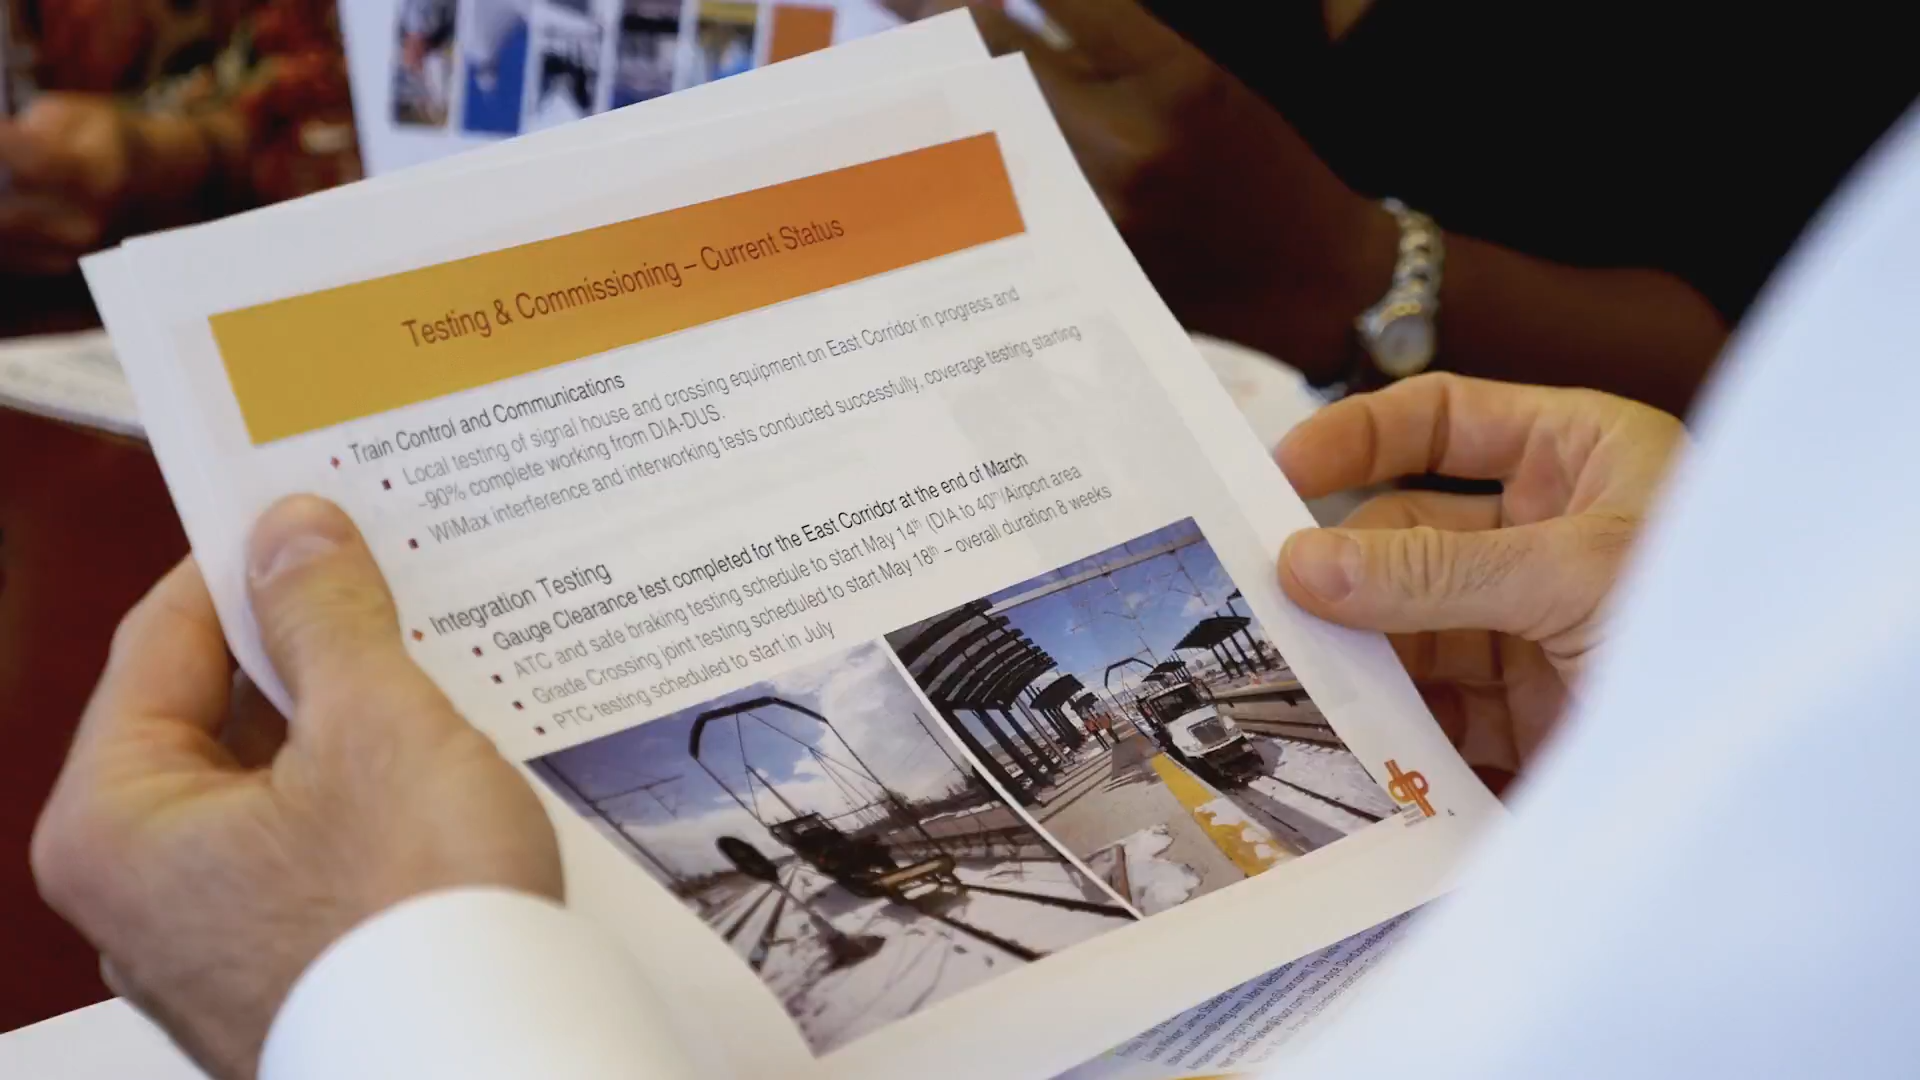 Testing & Commissioning – Current Status
Train Control and Communications
Local testing of signal house and crossing equipment on East Corridor in progress and
~90% complete working from DIA-DUS.
WiMax interference and interworking tests conducted successfully, coverage testing starting
Integration Testing
Gauge Clearance test completed for the East Corridor at the end of March
ATC and safe braking testing schedule to start May 14th (DIA to 40th/Airport area
Grade Crossing joint testing scheduled to start May 18th – overall duration 8 weeks
PTC testing scheduled to start in July